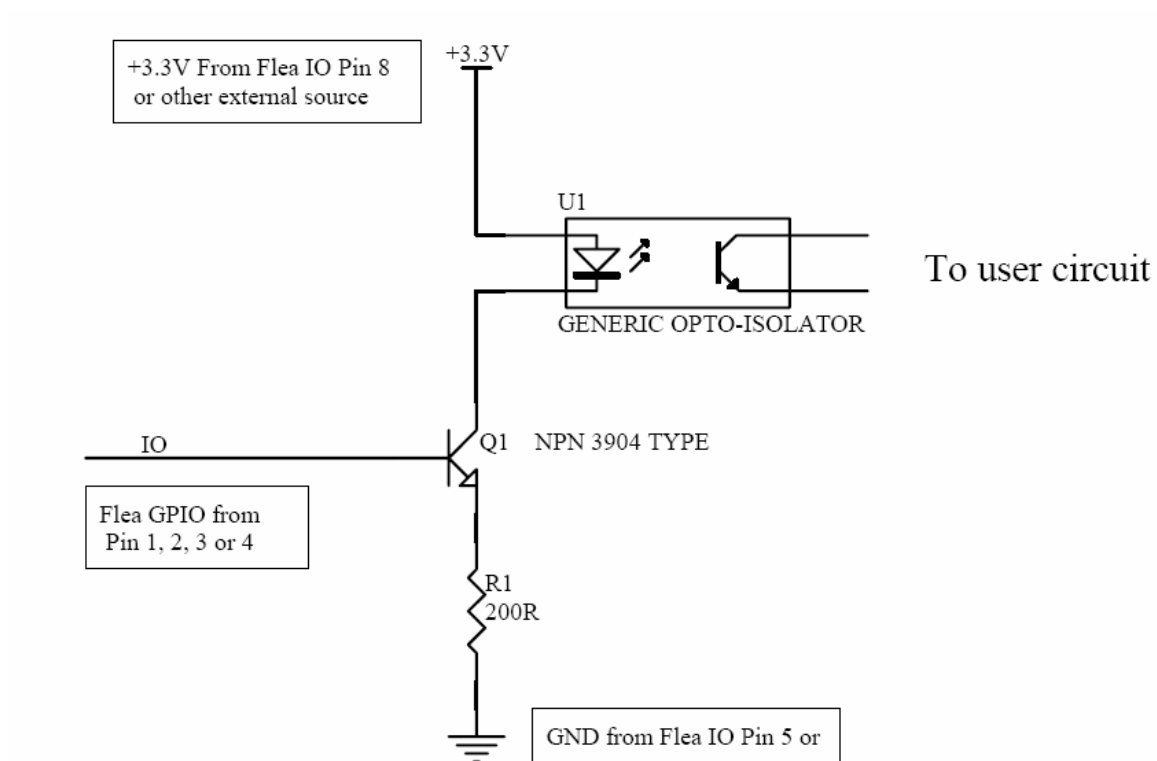 +3.3V From Flea IO Pin 8
or other external source
+3.3V
U1
GENERIC OPTO-ISOLATOR
To user circuit
IO
Q1 NPN 3904 TYPE
Flea GPIO from
Pin 1, 2, 3 or 4
R1
200R
GND from Flea IO Pin 5 or